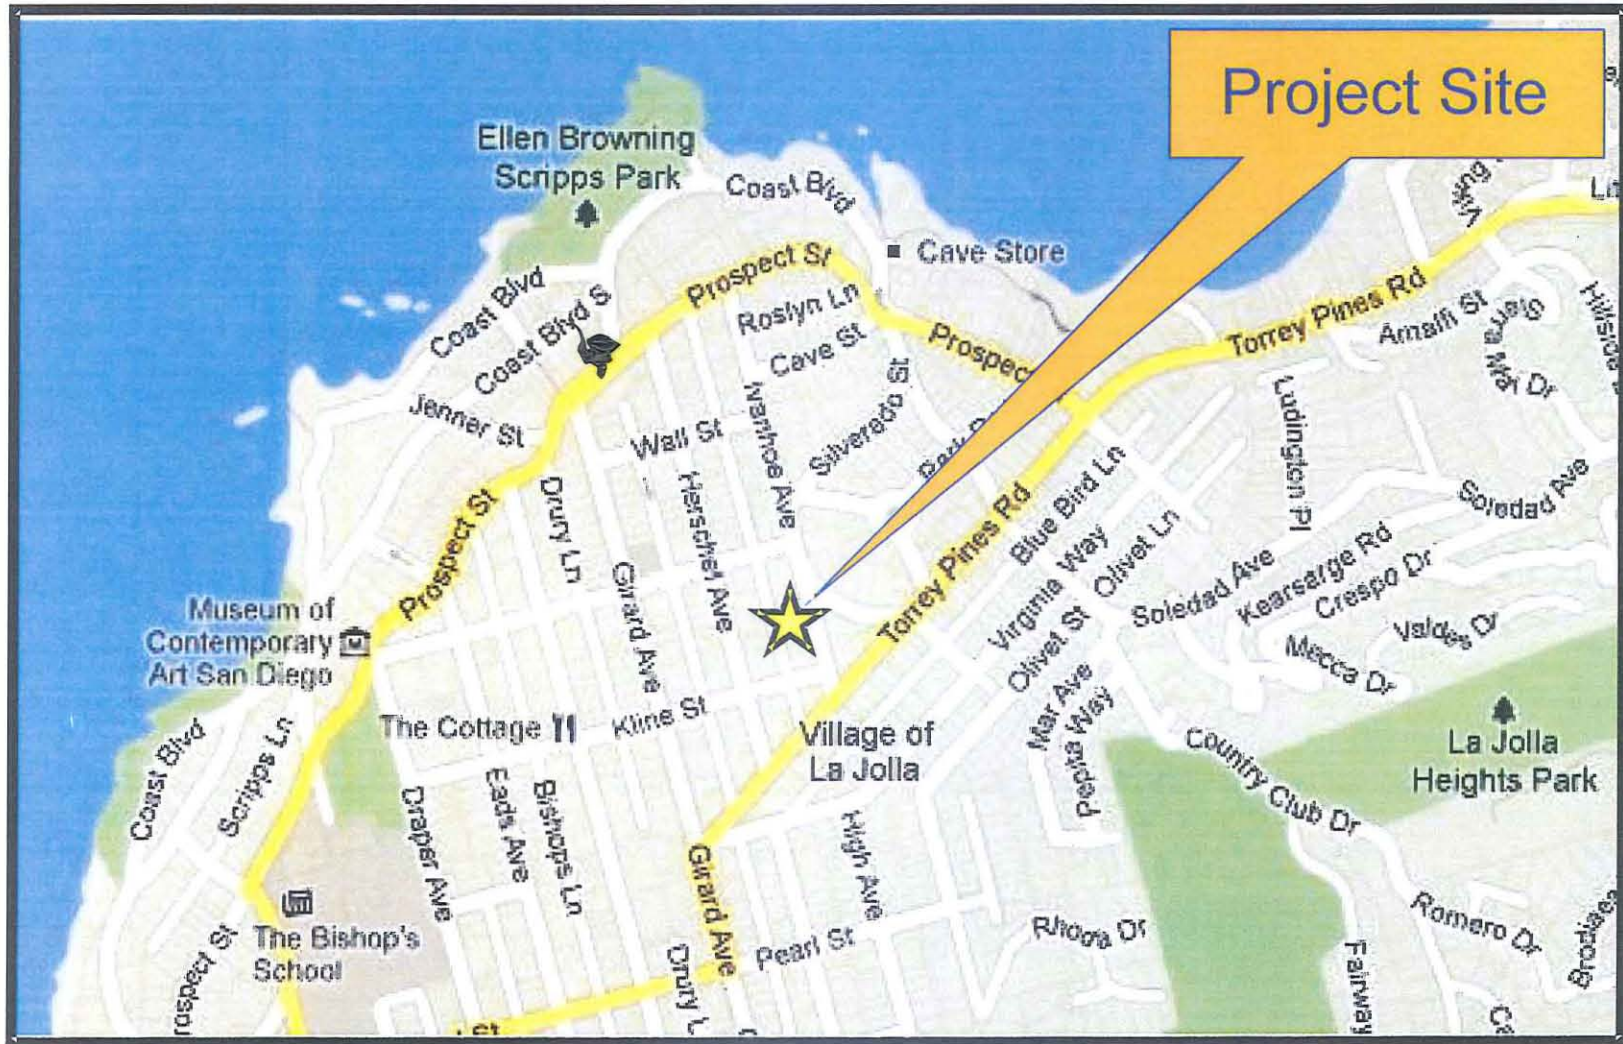 Project Site
Ellen Browning
Scripps Park
Coast Blvd
Cave Store
Prospect St
Roslyn Ln
Cave St
Coast Blvd
Coast Blvd S
Jenner St
Prospect
Torrey Pines Rd
Amalfi St
Wall St
Ivanhoe Ave
Silverado St
Ludington Pl
Soledad Ave
Prospect St
Drury Ln
Herschel Ave
Girard Ave
Torrey Pines Rd
Blue Bird Ln
Virginia Way
Olivet Ln
Olivet St
Soledad Ave
Kearsarge Rd
Crespo Dr
Valdes Dr
Mecca Dr
Museum of
Contemporary
Art San Diego
The Cottage
Kline St
Village of
La Jolla
Mar Ave
La Jolla
Heights Park
Country Club Dr
Coast Blvd
Scripps Ln
Draper Ave
Eads Ave
Bishops Ln
High Ave
Girard Ave
Pearl St
Rhoda Dr
Romero Dr
Fairway
The Bishop's
School
rospect St
Drury L
St